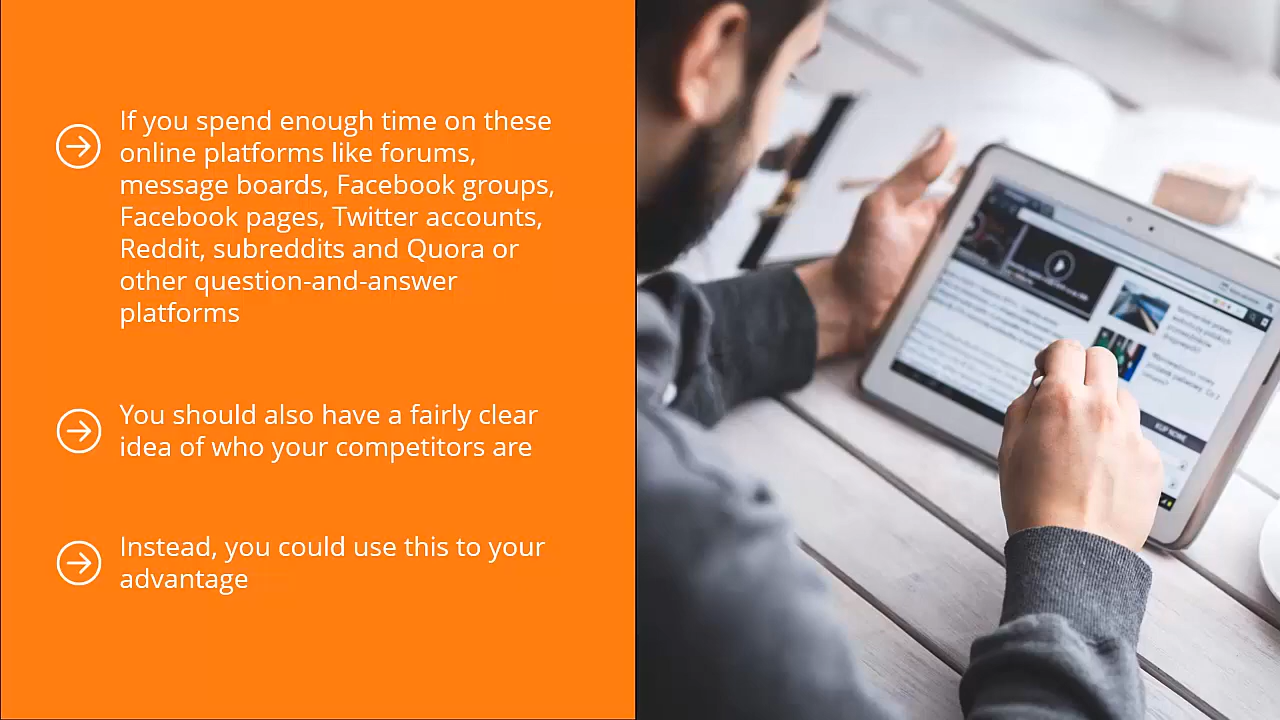 If you spend enough time on these
online platforms like forums,
message boards, Facebook groups,
Facebook pages, Twitter accounts,
Reddit, subreddits and Quora or
other question-and-answer
platforms
You should also have a fairly clear
idea of who your competitors are
Instead, you could use this to your
advantage